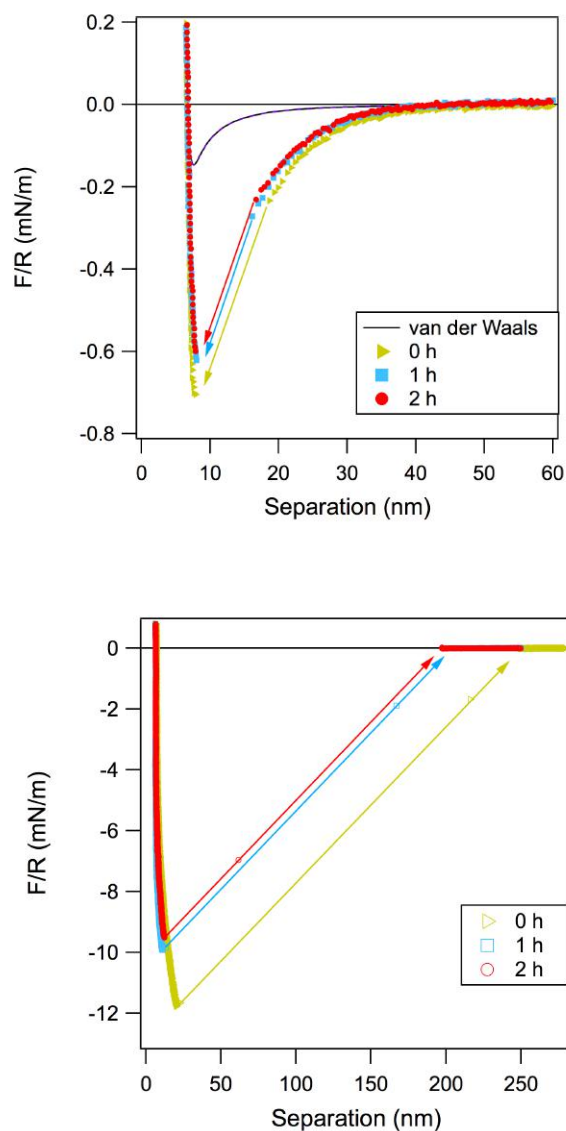 0.2
0.0
-0.2
-0.4
-0.6
-0.8
F/R (mN/m)
van der Waals
0 h
1 h
2 h
0 10 20 30 40 50 60
Separation (nm)
0
-2
-4
-6
-8
-10
-12
F/R (mN/m)
0 h
1 h
2 h
0 50 100 150 200 250
Separation (nm)